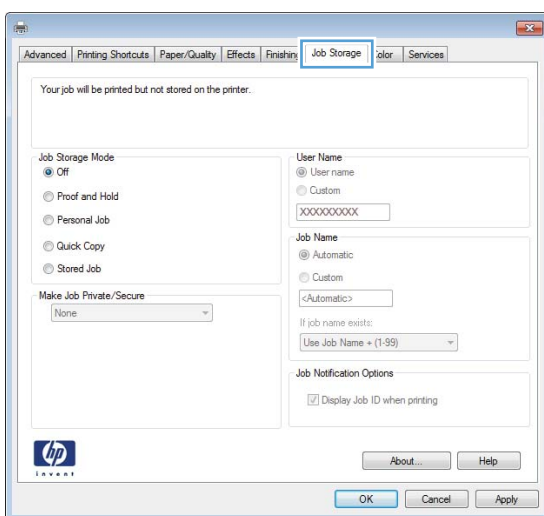 Advanced Printing Shortcuts Paper/Quality Effects Finishing Job Storage Color Services
Your job will be printed but not stored on the printer.
Job Storage Mode
Off
Proof and Hold
Personal Job
Quick Copy
Stored Job
Make Job Private/Secure
None
User Name
User name
Custom
XXXXXXXXX
Job Name
Automatic
Custom
<Automatic>
If job name exists:
Use Job Name + (1-99)
Job Notification Options
Display Job ID when printing
hp
invent
About... Help
OK Cancel Apply